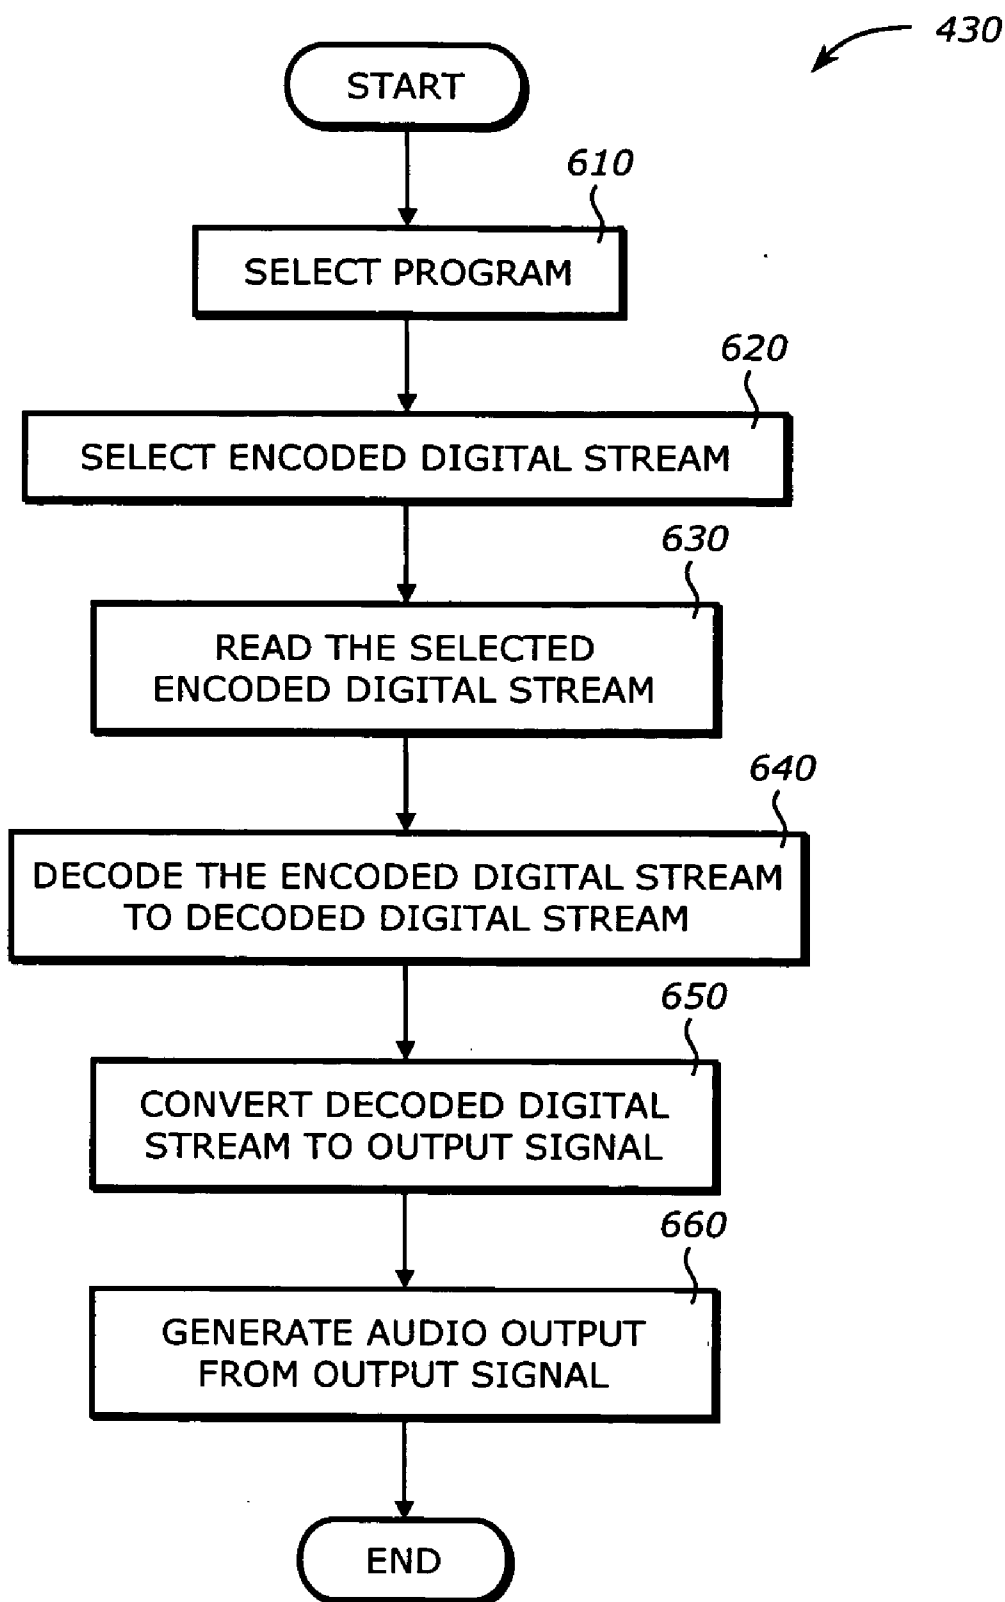 430
START
610
SELECT PROGRAM
620
SELECT ENCODED DIGITAL STREAM
630
READ THE SELECTED
ENCODED DIGITAL STREAM
640
DECODE THE ENCODED DIGITAL STREAM
TO DECODED DIGITAL STREAM
650
CONVERT DECODED DIGITAL
STREAM TO OUTPUT SIGNAL
660
GENERATE AUDIO OUTPUT
FROM OUTPUT SIGNAL
END